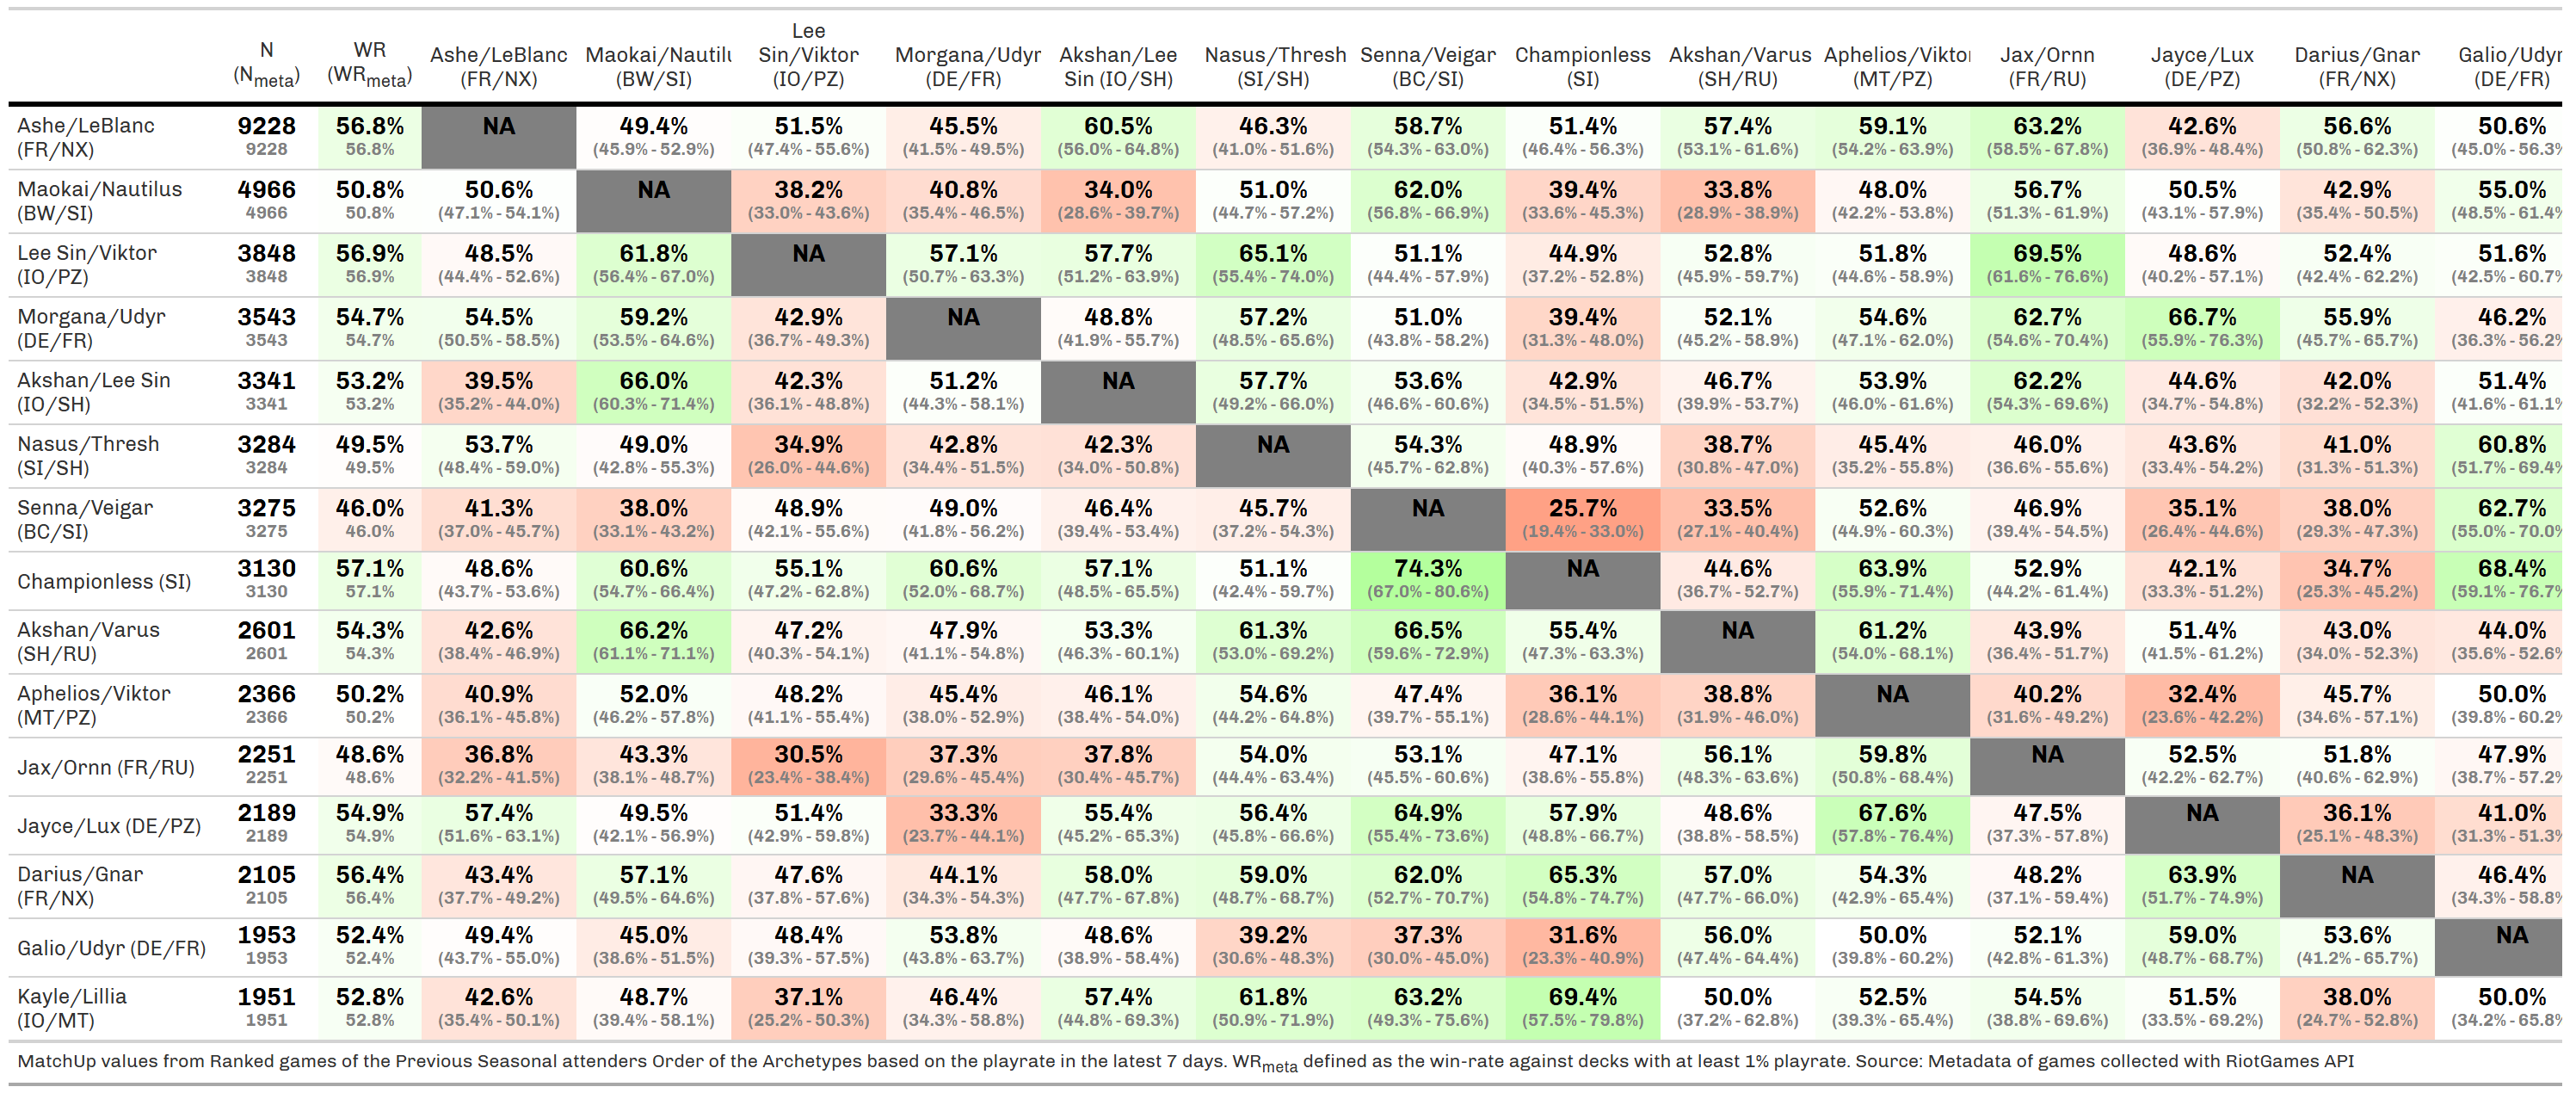 N (Nmeta) WR (WRmeta) Ashe/LeBlanc (FR/NX) Maokai/Nautilu (BW/SI) Lee Sin/Viktor (IO/PZ) Morgana/Udyr (DE/FR) Akshan/Lee Sin (IO/SH) Nasus/Thresh (SI/SH) Senna/Veigar (BC/SI) Championless (SI) Akshan/Varus (SH/RU) Aphelios/Vikto (MT/PZ) Jax/Ornn (FR/RU) Jayce/Lux (DE/PZ) Darius/Gnar (FR/NX) Galio/Udyr (DE/FR)
Ashe/LeBlanc 9228 56.8% NA 49.4% 51.5% 45.5% 60.5% 46.3% 58.7% 51.4% 57.4% 59.1% 63.2% 42.6% 56.6% 50.6%
(FR/NX) 9228 56.8% (45.9% - 52.9%) (47.4% - 55.6%) (41.5% - 49.5%) (56.0% - 64.8%) (41.0% - 51.6%) (54.3% - 63.0%) (46.4% - 56.3%) (53.1% - 61.6%) (54.2% - 63.9%) (58.5% - 67.8%) (36.9% - 48.4%) (50.8% - 62.3%) (45.0% - 56.3%
Maokai/Nautilus 4966 50.8% 50.6% NA 38.2% 40.8% 34.0% 51.0% 62.0% 39.4% 33.8% 48.0% 56.7% 50.5% 42.9% 55.0%
(BW/SI) 4966 50.8% (47.1% - 54.1%) (33.0% - 43.6%) (35.4% - 46.5%) (28.6% - 39.7%) (44.7% - 57.2%) (56.8% - 66.9%) (33.6% - 45.3%) (28.9% - 38.9%) (42.2% - 53.8%) (51.3% - 61.9%) (43.1% - 57.9%) (35.4% - 50.5%) (48.5% - 61.4%
Lee Sin/Viktor 3848 56.9% 48.5% 61.8% NA 57.1% 57.7% 65.1% 51.1% 44.9% 52.8% 51.8% 69.5% 48.6% 52.4% 51.6%
(IO/PZ) 3848 56.9% (44.4% - 52.6%) (56.4% - 67.0%) (50.7% - 63.3%) (51.2% - 63.9%) (55.4% - 74.0%) (44.4% - 57.9%) (37.2% - 52.8%) (45.9% - 59.7%) (44.6% - 58.9%) (61.6% - 76.6%) (40.2% - 57.1%) (42.4% - 62.2%) (42.5% - 60.7%
Morgana/Udyr 3543 54.7% 54.5% 59.2% 42.9% NA 48.8% 57.2% 51.0% 39.4% 52.1% 54.6% 62.7% 66.7% 55.9% 46.2%
(DE/FR) 3543 54.7% (50.5% - 58.5%) (53.5% - 64.6%) (36.7% - 49.3%) (41.9% - 55.7%) (48.5% - 65.6%) (43.8% - 58.2%) (31.3% - 48.0%) (45.2% - 58.9%) (47.1% - 62.0%) (54.6% - 70.4%) (55.9% - 76.3%) (45.7% - 65.7%) (36.3% - 56.2%
Akshan/Lee Sin 3341 53.2% 39.5% 66.0% 42.3% 51.2% NA 57.7% 53.6% 42.9% 46.7% 53.9% 62.2% 44.6% 42.0% 51.4%
(IO/SH) 3341 53.2% (35.2% - 44.0%) (60.3% - 71.4%) (36.1% - 48.8%) (44.3% - 58.1%) (49.2% - 66.0%) (46.6% - 60.6%) (34.5% - 51.5%) (39.9% - 53.7%) (46.0% - 61.6%) (54.3% - 69.6%) (34.7% - 54.8%) (32.2% - 52.3%) (41.6% - 61.1%
Nasus/Thresh 3284 49.5% 53.7% 49.0% 34.9% 42.8% 42.3% NA 54.3% 48.9% 38.7% 45.4% 46.0% 43.6% 41.0% 60.8%
(SI/SH) 3284 49.5% (48.4% - 59.0%) (42.8% - 55.3%) (26.0% - 44.6%) (34.4% - 51.5%) (34.0% - 50.8%) (45.7% - 62.8%) (40.3% - 57.6%) (30.8% - 47.0%) (35.2% - 55.8%) (36.6% - 55.6%) (33.4% - 54.2%) (31.3% - 51.3%) (51.7% - 69.4%
Senna/Veigar 3275 46.0% 41.3% 38.0% 48.9% 49.0% 46.4% 45.7% NA 25.7% 33.5% 52.6% 46.9% 35.1% 38.0% 62.7%
(BC/SI) 3275 46.0% (37.0% - 45.7%) (33.1% - 43.2%) (42.1% - 55.6%) (41.8% - 56.2%) (39.4% - 53.4%) (37.2% - 54.3%) (19.4% - 33.0%) (27.1% - 40.4%) (44.9% - 60.3%) (39.4% - 54.5%) (26.4% - 44.6%) (29.3% - 47.3%) (55.0% - 70.0%
Championless (SI) 3130 57.1% 48.6% 60.6% 55.1% 60.6% 57.1% 51.1% 74.3% NA 44.6% 63.9% 52.9% 42.1% 34.7% 68.4%
3130 57.1% (43.7% - 53.6%) (54.7% - 66.4%) (47.2% - 62.8%) (52.0% - 68.7%) (48.5% - 65.5%) (42.4% - 59.7%) (67.0% - 80.6%) (36.7% - 52.7%) (55.9% - 71.4%) (44.2% - 61.4%) (33.3% - 51.2%) (25.3% - 45.2%) (59.1% - 76.7%
Akshan/Varus 2601 54.3% 42.6% 66.2% 47.2% 47.9% 53.3% 61.3% 66.5% 55.4% NA 61.2% 43.9% 51.4% 43.0% 44.0%
(SH/RU) 2601 54.3% (38.4% - 46.9%) (61.1% - 71.1%) (40.3% - 54.1%) (41.1% - 54.8%) (46.3% - 60.1%) (53.0% - 69.2%) (59.6% - 72.9%) (47.3% - 63.3%) (54.0% - 68.1%) (36.4% - 51.7%) (41.5% - 61.2%) (34.0% - 52.3%) (35.6% - 52.6%
Aphelios/Viktor 2366 50.2% 40.9% 52.0% 48.2% 45.4% 46.1% 54.6% 47.4% 36.1% 38.8% NA 40.2% 32.4% 45.7% 50.0%
(MT/PZ) 2366 50.2% (36.1% - 45.8%) (46.2% - 57.8%) (41.1% - 55.4%) (38.0% - 52.9%) (38.4% - 54.0%) (44.2% - 64.8%) (39.7% - 55.1%) (28.6% - 44.1%) (31.9% - 46.0%) (31.6% - 49.2%) (23.6% - 42.2%) (34.6% - 57.1%) (39.8% - 60.2%
Jax/Ornn (FR/RU) 2251 48.6% 36.8% 43.3% 30.5% 37.3% 37.8% 54.0% 53.1% 47.1% 56.1% 59.8% NA 52.5% 51.8% 47.9%
2251 48.6% (32.2% - 41.5%) (38.1% - 48.7%) (23.4% - 38.4%) (29.6% - 45.4%) (30.4% - 45.7%) (44.4% - 63.4%) (45.5% - 60.6%) (38.6% - 55.8%) (48.3% - 63.6%) (50.8% - 68.4%) (42.2% - 62.7%) (40.6% - 62.9%) (38.7% - 57.2%
Jayce/Lux (DE/PZ) 2189 54.9% 57.4% 49.5% 51.4% 33.3% 55.4% 56.4% 64.9% 57.9% 48.6% 67.6% 47.5% NA 36.1% 41.0%
2189 54.9% (51.6% - 63.1%) (42.1% - 56.9%) (42.9% - 59.8%) (23.7% - 44.1%) (45.2% - 65.3%) (45.8% - 66.6%) (55.4% - 73.6%) (48.8% - 66.7%) (38.8% - 58.5%) (57.8% - 76.4%) (37.3% - 57.8%) (25.1% - 48.3%) (31.3% - 51.3%
Darius/Gnar 2105 56.4% 43.4% 57.1% 47.6% 44.1% 58.0% 59.0% 62.0% 65.3% 57.0% 54.3% 48.2% 63.9% NA 46.4%
(FR/NX) 2105 56.4% (37.7% - 49.2%) (49.5% - 64.6%) (37.8% - 57.6%) (34.3% - 54.3%) (47.7% - 67.8%) (48.7% - 68.7%) (52.7% - 70.7%) (54.8% - 74.7%) (47.7% - 66.0%) (42.9% - 65.4%) (37.1% - 59.4%) (51.7% - 74.9%) (34.3% - 58.8%
Galio/Udyr (DE/FR) 1953 52.4% 49.4% 45.0% 48.4% 53.8% 48.6% 39.2% 37.3% 31.6% 56.0% 50.0% 52.1% 59.0% 53.6% NA
1953 52.4% (43.7% - 55.0%) (38.6% - 51.5%) (39.3% - 57.5%) (43.8% - 63.7%) (38.9% - 58.4%) (30.6% - 48.3%) (30.0% - 45.0%) (23.3% - 40.9%) (47.4% - 64.4%) (39.8% - 60.2%) (42.8% - 61.3%) (48.7% - 68.7%) (41.2% - 65.7%)
Kayle/Lillia 1951 52.8% 42.6% 48.7% 37.1% 46.4% 57.4% 61.8% 63.2% 69.4% 50.0% 52.5% 54.5% 51.5% 38.0% 50.0%
(IO/MT) 1951 52.8% (35.4% - 50.1%) (39.4% - 58.1%) (25.2% - 50.3%) (34.3% - 58.8%) (44.8% - 69.3%) (50.9% - 71.9%) (49.3% - 75.6%) (57.5% - 79.8%) (37.2% - 62.8%) (39.3% - 65.4%) (38.8% - 69.6%) (33.5% - 69.2%) (24.7% - 52.8%) (34.2% - 65.8%
MatchUp values from Ranked games of the Previous Seasonal attenders Order of the Archetypes based on the playrate in the latest 7 days. WRmeta defined as the win-rate against decks with at least 1% playrate. Source: Metadata of games collected with RiotGames API